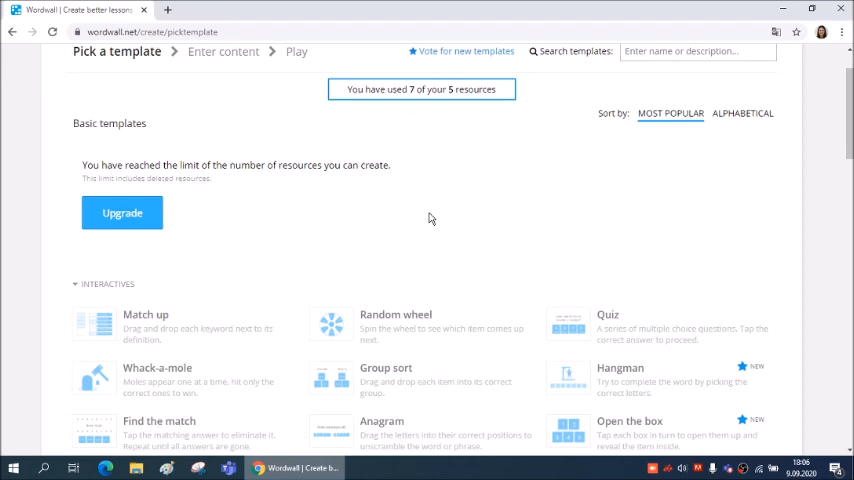 Wordwall | Create better lessons
wordwall.net/create/picktemplate
Pick a template
Enter content
Play
Vote for new templates
Search templates:
Enter name or description...
You have used 7 of your 5 resources
Sort by:
MOST POPULAR
ALPHABETICAL
Basic templates
You have reached the limit of the number of resources you can create.
This limit includes deleted resources.
Upgrade
INTERACTIVES
Match up
Drag and drop each keyword next to its
definition.
Random wheel
Spin the wheel to see which item comes up
next.
Quiz
A series of multiple choice questions. Tap the
correct answer to proceed.
Whack-a-mole
Moles appear one at a time, hit only the
correct ones to win.
Group sort
Drag and drop each item into its correct
group.
Hangman
NEW
Try to complete the word by picking the
correct letters.
Find the match
Tap the matching answer to eliminate it.
Repeat until all answers are gone.
Anagram
Drag the letters into their correct positions to
unscramble the word or phrase.
Open the box
NEW
Tap each box in turn to open them up and
reveal the item inside.
Wordwall | Create b...
18:06
9.09.2020
4